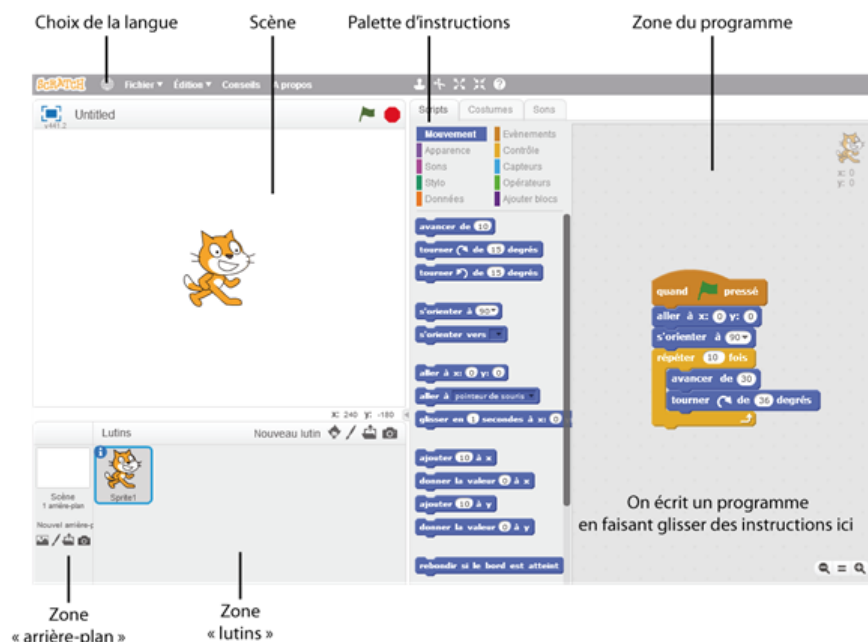 Choix de la langue
Scène
Palette d'instructions
Zone du programme
SCRATCH Fichier Édition Conseils A propos
Untitled
v441.2
Scripts Costumes Sons
Mouvement Evènements
Apparence Contrôle
Sons Capteurs
Stylo Opérateurs
Données Ajouter blocs
x: 0
y: 0
avancer de 10
tourner de 15 degrés
tourner de 15 degrés
s'orienter à 90
s'orienter vers
aller à x: 0 y: 0
aller à pointeur de souris
glisser en 1 secondes à x: 0
ajouter 10 à x
donner la valeur 0 à x
ajouter 10 à y
donner la valeur 0 à y
rebondir si le bord est atteint
quand pressé
aller à x: 0 y: 0
s'orienter à 90
répéter 10 fois
avancer de 30
tourner de 36 degrés
On écrit un programme
en faisant glisser des instructions ici
x: 240 y: -180
Lutins
Nouveau lutin
Scène
1 arrière-plan
Nouvel arrière-p
Sprite1
Zone
« arrière-plan »
Zone
« lutins »